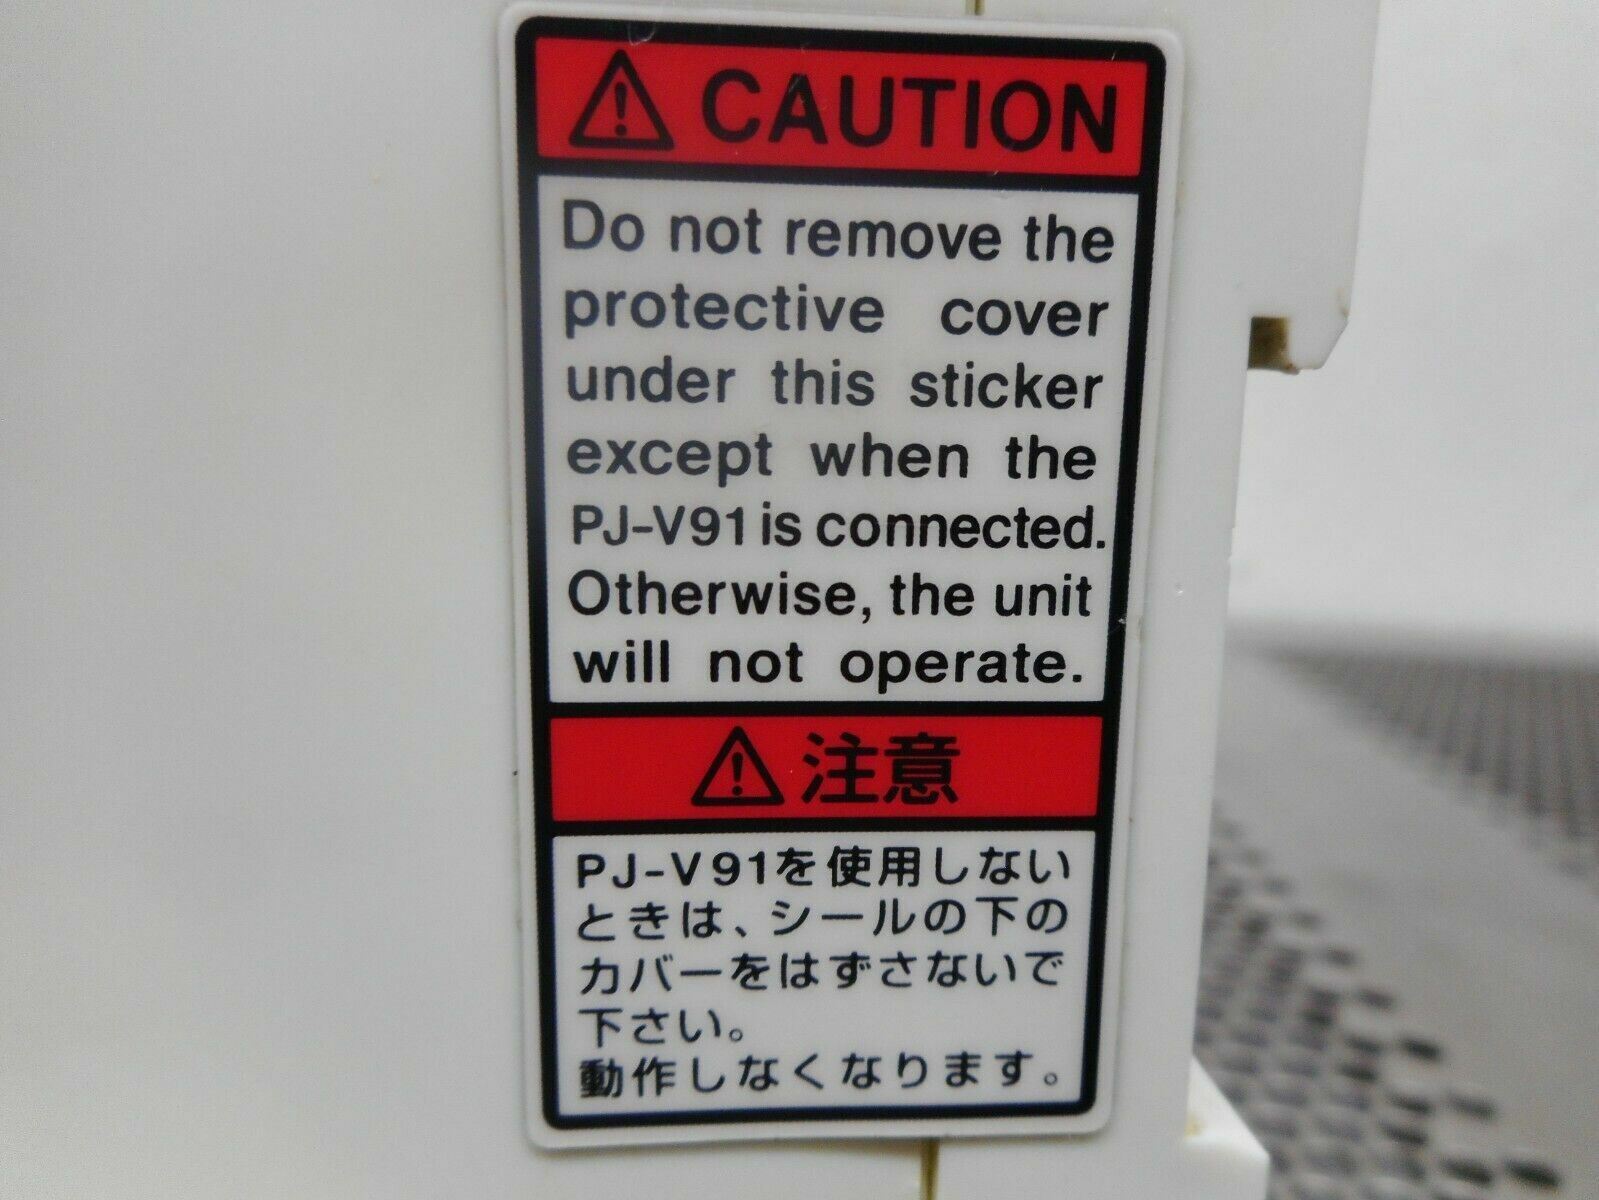 CAUTION
Do not remove the
protective cover
under this sticker
except when the
PJ-V91 is connected.
Otherwise, the unit
will not operate.
注意
PJ-V91を使用しない
ときは、シールの下の
カバーをはずさないで
下さい。
動作しなくなります。